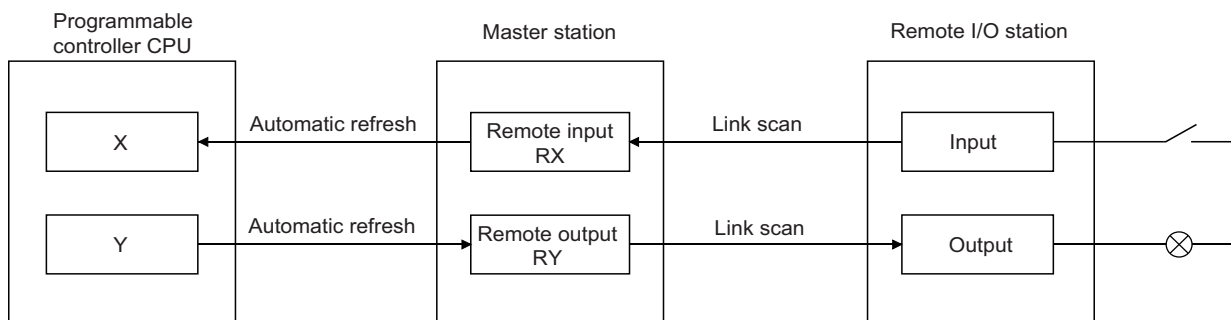 Programmable
controller CPU
Master station
Remote I/O station
X
Automatic refresh
Remote input
RX
Link scan
Input
Y
Automatic refresh
Remote output
RY
Link scan
Output